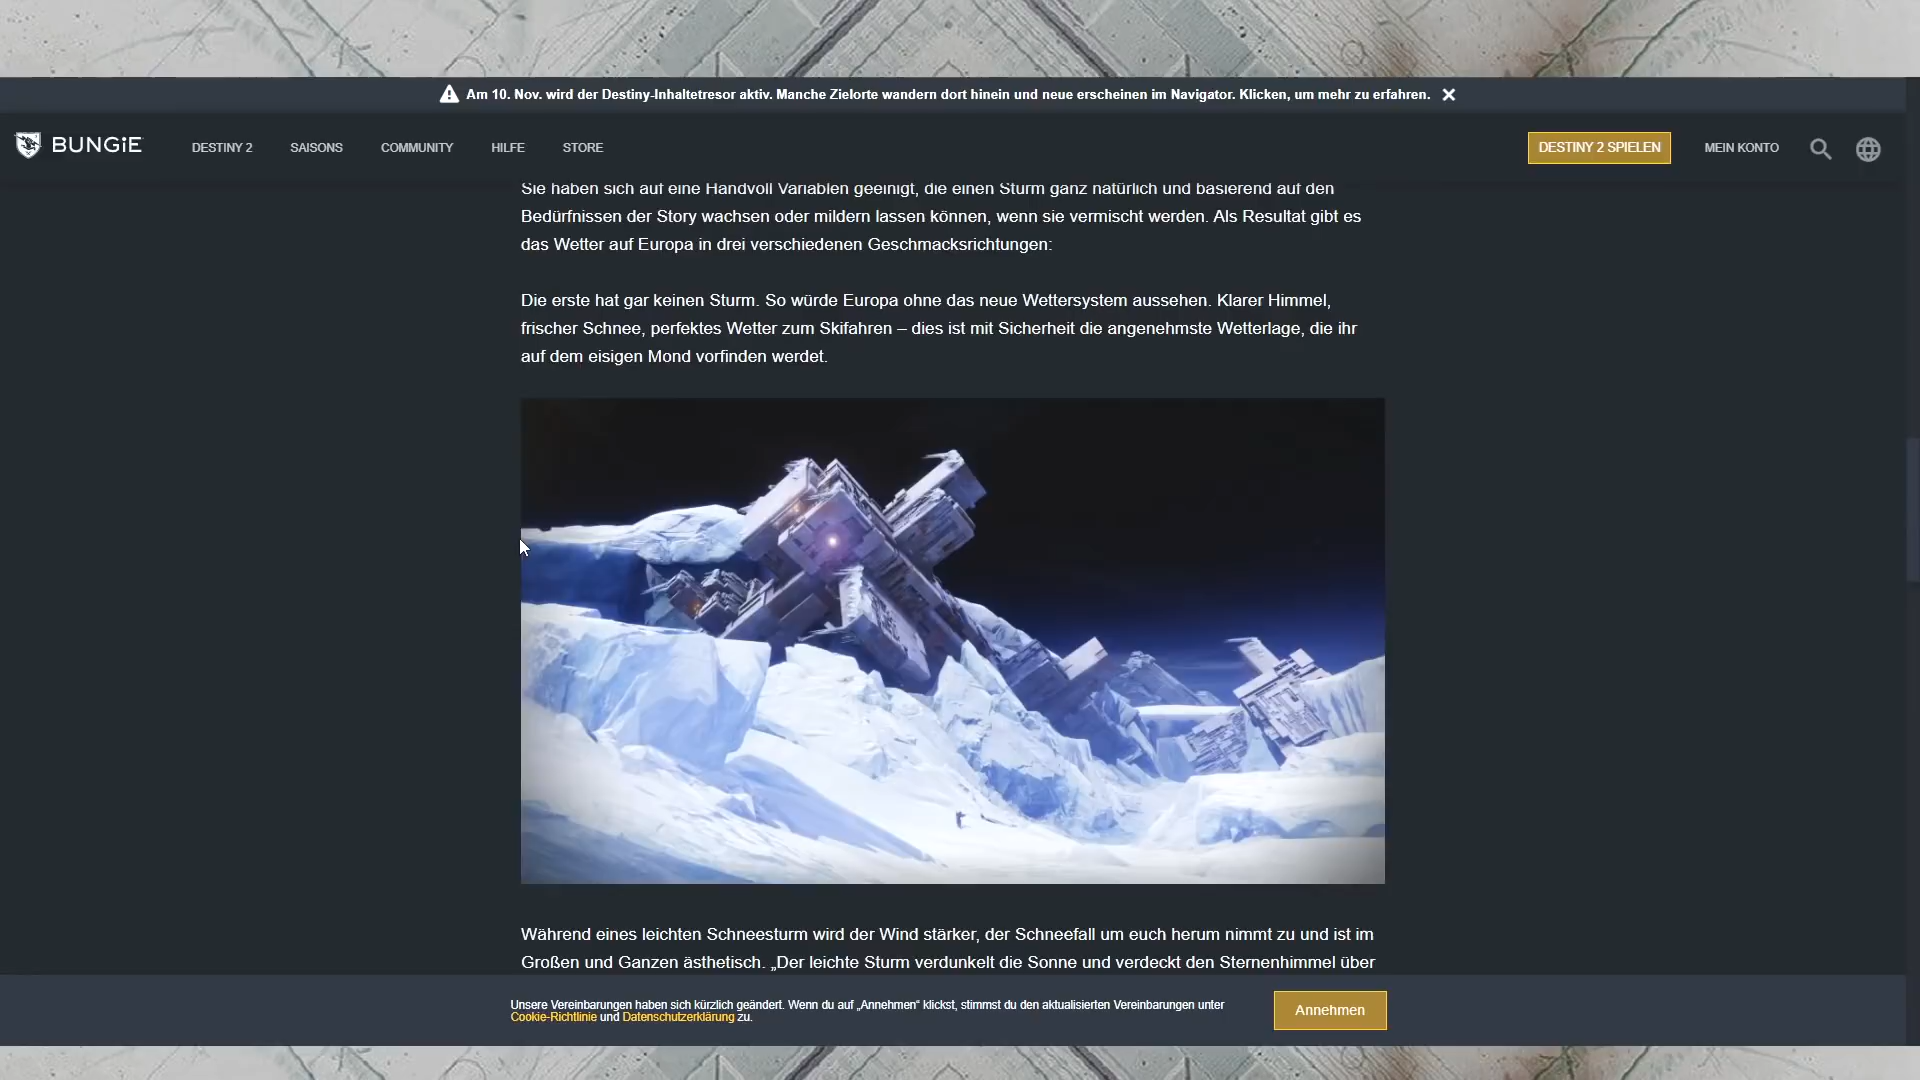 Am 10. Nov. wird der Destiny-Inhaltetresor aktiv. Manche Zielorte wandern dort hinein und neue erscheinen im Navigator. Klicken, um mehr zu erfahren.
BUNGiE
DESTINY 2
SAISONS
COMMUNITY
HILFE
STORE
DESTINY 2 SPIELEN
MEIN KONTO
Sie haben sich auf eine Handvoll Variablen geeinigt, die einen Sturm ganz natürlich und basierend auf den
Bedürfnissen der Story wachsen oder mildern lassen können, wenn sie vermischt werden. Als Resultat gibt es
das Wetter auf Europa in drei verschiedenen Geschmacksrichtungen:
Die erste hat gar keinen Sturm. So würde Europa ohne das neue Wettersystem aussehen. Klarer Himmel,
frischer Schnee, perfektes Wetter zum Skifahren – dies ist mit Sicherheit die angenehmste Wetterlage, die ihr
auf dem eisigen Mond vorfinden werdet.
Während eines leichten Schneesturm wird der Wind stärker, der Schneefall um euch herum nimmt zu und ist im
Großen und Ganzen ästhetisch. „Der leichte Sturm verdunkelt die Sonne und verdeckt den Sternenhimmel über
Unsere Vereinbarungen haben sich kürzlich geändert. Wenn du auf „Annehmen“ klickst, stimmst du den aktualisierten Vereinbarungen unter
Cookie-Richtlinie und Datenschutzerklärung zu.
Annehmen